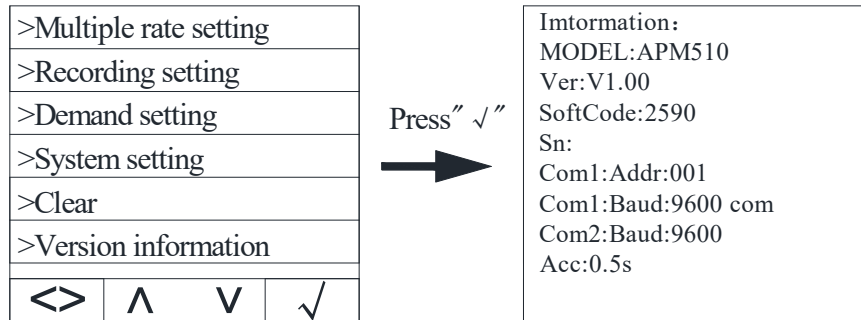 >Multiple rate setting
>Recording setting
>Demand setting
>System setting
>Clear
>Version information
<> ∧ ∨ √
Press″√″
Imtormation：
MODEL:APM510
Ver:V1.00
SoftCode:2590
Sn:
Com1:Addr:001
Com1:Baud:9600 com
Com2:Baud:9600
Acc:0.5s